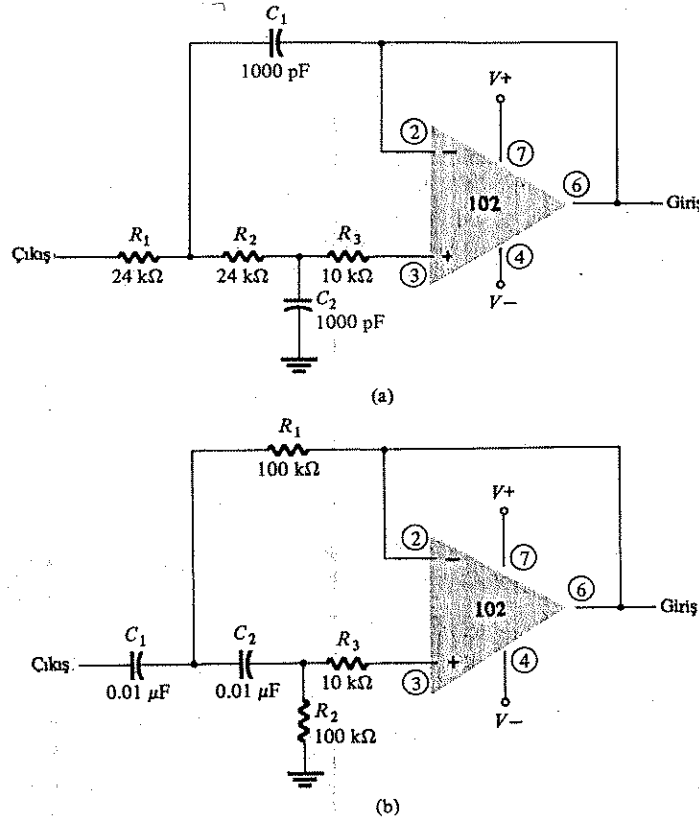 C₁
1000 pF
V+
②
⑦
⑥
102
Giriş
Çıkış
R₁
24 kΩ
R₂
24 kΩ
R₃
10 kΩ
③
④
C₂
1000 pF
V−
(a)
R₁
100 kΩ
V+
②
⑦
⑥
102
Giriş
Çıkış
C₁
0.01 μF
C₂
0.01 μF
R₃
10 kΩ
③
④
R₂
100 kΩ
V−
(b)